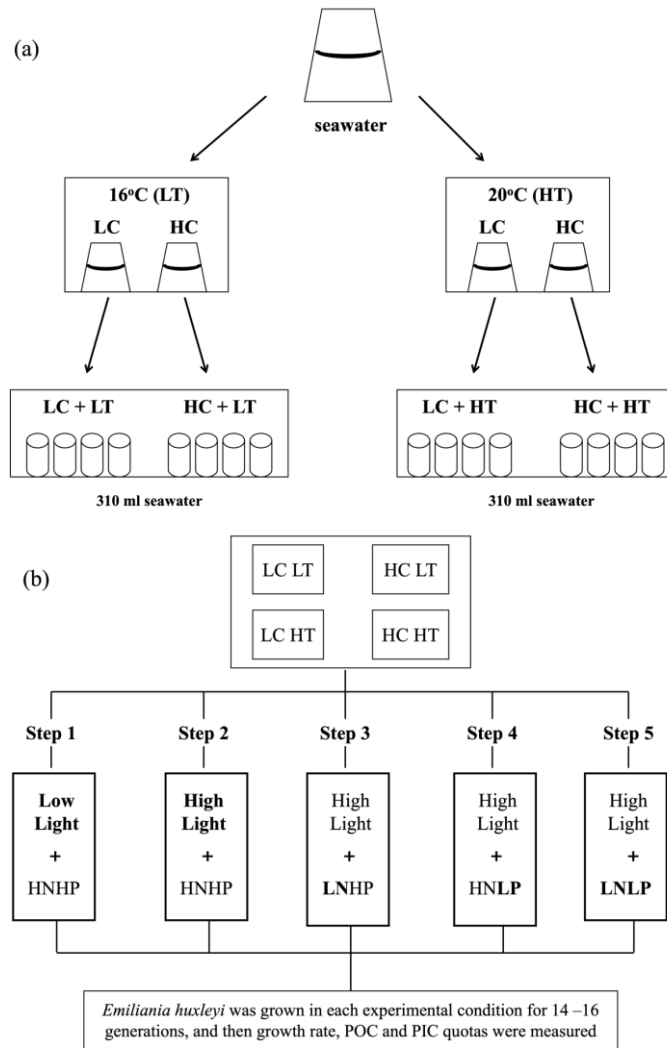 (a)
seawater
16°C (LT)
LC HC
20°C (HT)
LC HC
LC + LT HC + LT
310 ml seawater
LC + HT HC + HT
310 ml seawater
(b)
LC LT HC LT
LC HT HC HT
Step 1 Step 2 Step 3 Step 4 Step 5
Low
Light
+
HNHP
High
Light
+
HNHP
High
Light
+
LNHP
High
Light
+
HNLP
High
Light
+
LNLP
Emiliania huxleyi was grown in each experimental condition for 14 –16
generations, and then growth rate, POC and PIC quotas were measured